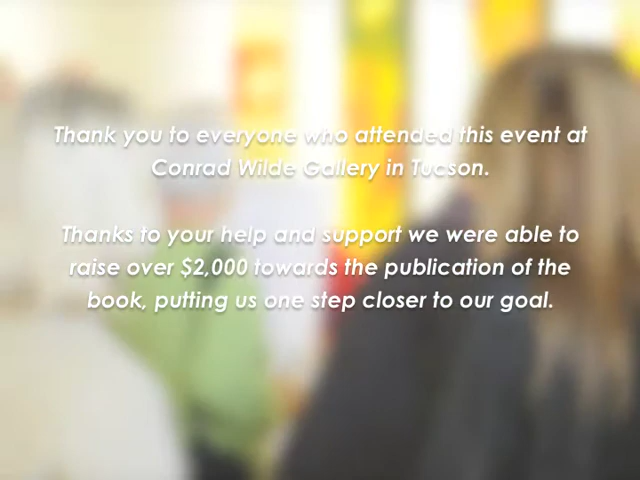 Thank you to everyone who attended this event at
Conrad Wilde Gallery in Tucson.
Thanks to your help and support we were able to
raise over $2,000 towards the publication of the
book, putting us one step closer to our goal.